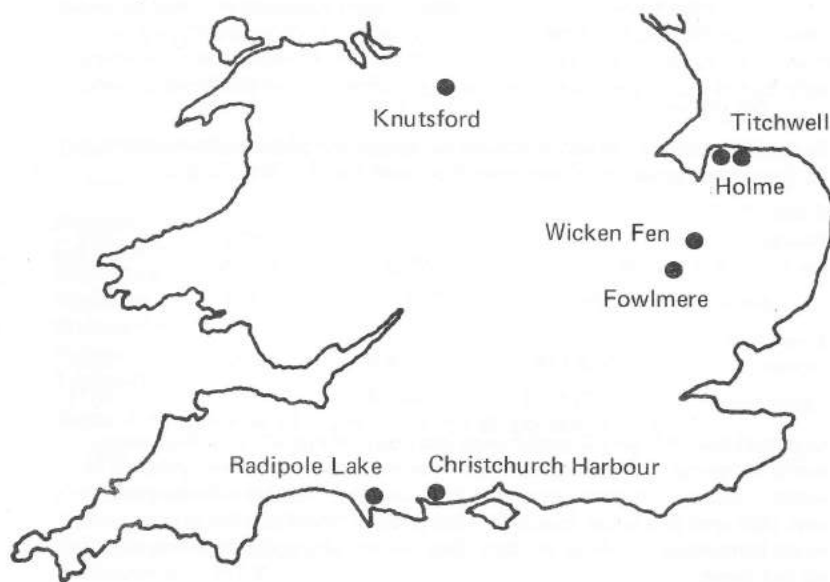 Knutsford
Titchwell
Holme
Wicken Fen
Fowlmere
Radipole Lake
Christchurch Harbour